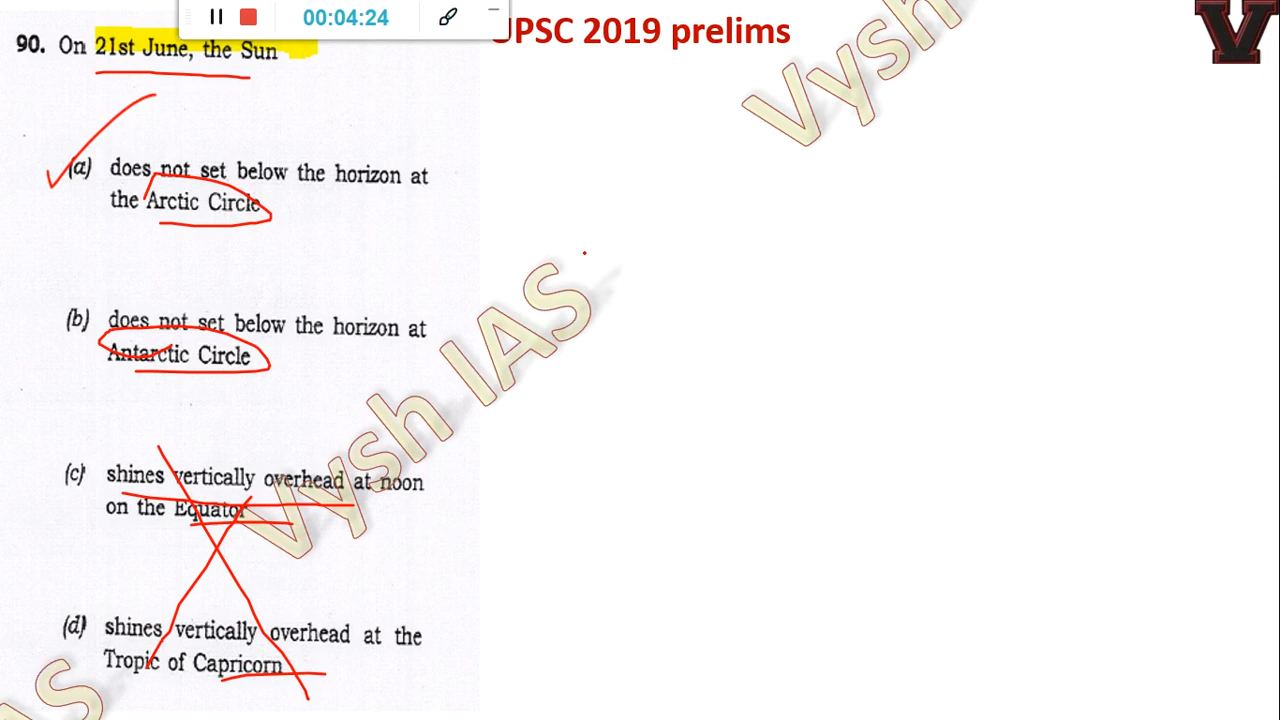 00:04:24
UPSC 2019 prelims
90. On 21st June, the Sun
(a) does not set below the horizon at
the Arctic Circle
(b) does not set below the horizon at
Antarctic Circle
(c) shines vertically overhead at noon
on the Equator
(d) shines vertically overhead at the
Tropic of Capricorn
Vysh
Vysh IAS
AS
V